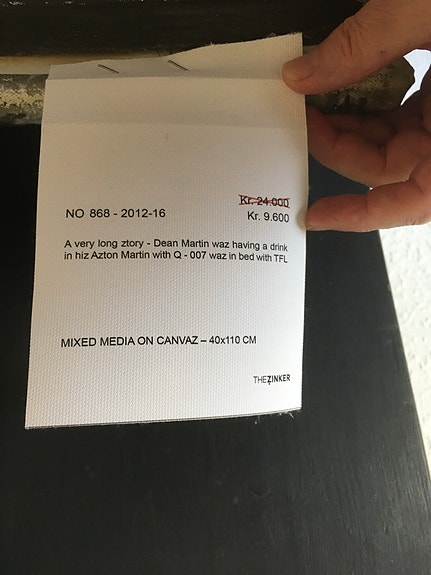 Kr. 24.000
NO 868 - 2012-16
Kr. 9.600
A very long ztory - Dean Martin waz having a drink
in hiz Azton Martin with Q - 007 waz in bed with TFL
MIXED MEDIA ON CANVAZ – 40x110 CM
THEZINKER